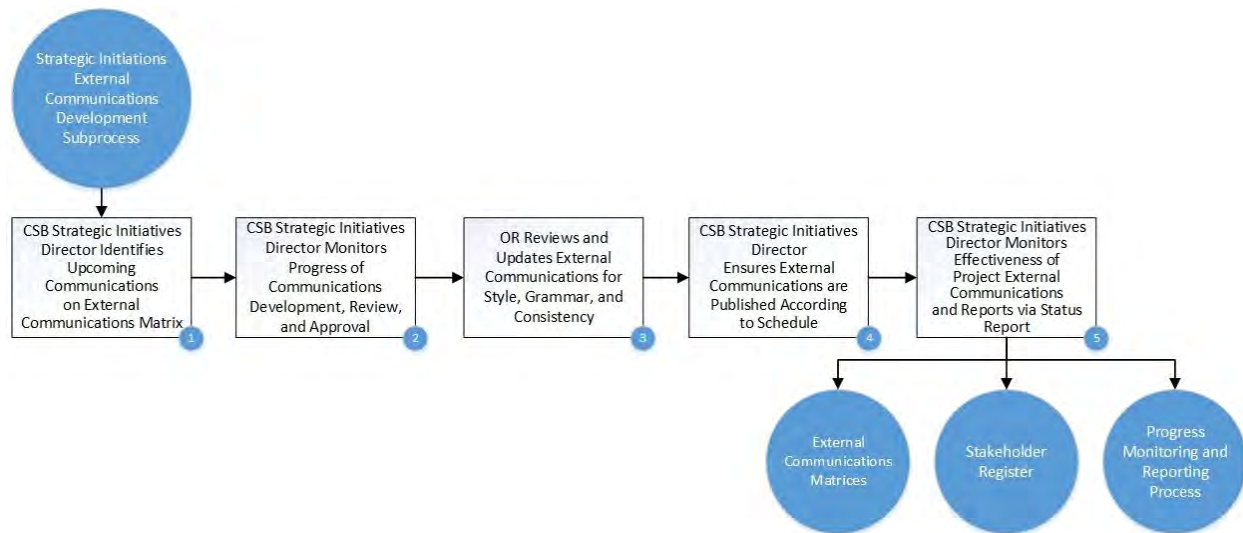 Strategic Initiations
External
Communications
Development
Subprocess
CSB Strategic Initiatives
Director Identifies
Upcoming
Communications
on External
Communications Matrix
1
CSB Strategic Initiatives
Director Monitors
Progress of
Communications
Development, Review,
and Approval
2
OR Reviews and
Updates External
Communications for
Style, Grammar, and
Consistency
3
CSB Strategic Initiatives
Director
Ensures External
Communications are
Published According
to Schedule
4
CSB Strategic Initiatives
Director Monitors
Effectiveness of
Project External
Communications
and Reports via Status
Report
5
External
Communications
Matrices
Stakeholder
Register
Progress
Monitoring and
Reporting
Process